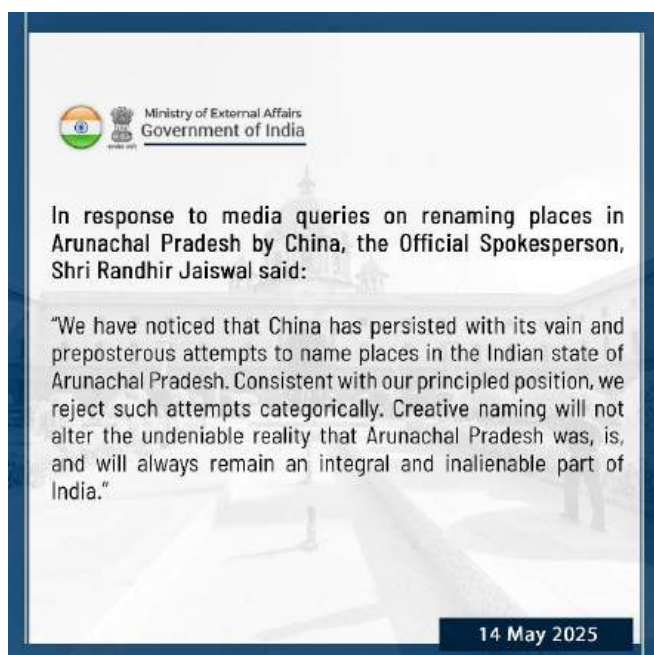 Ministry of External Affairs
Government of India
In response to media queries on renaming places in
Arunachal Pradesh by China, the Official Spokesperson,
Shri Randhir Jaiswal said:
“We have noticed that China has persisted with its vain and
preposterous attempts to name places in the Indian state of
Arunachal Pradesh. Consistent with our principled position, we
reject such attempts categorically. Creative naming will not
alter the undeniable reality that Arunachal Pradesh was, is,
and will always remain an integral and inalienable part of
India.”
14 May 2025